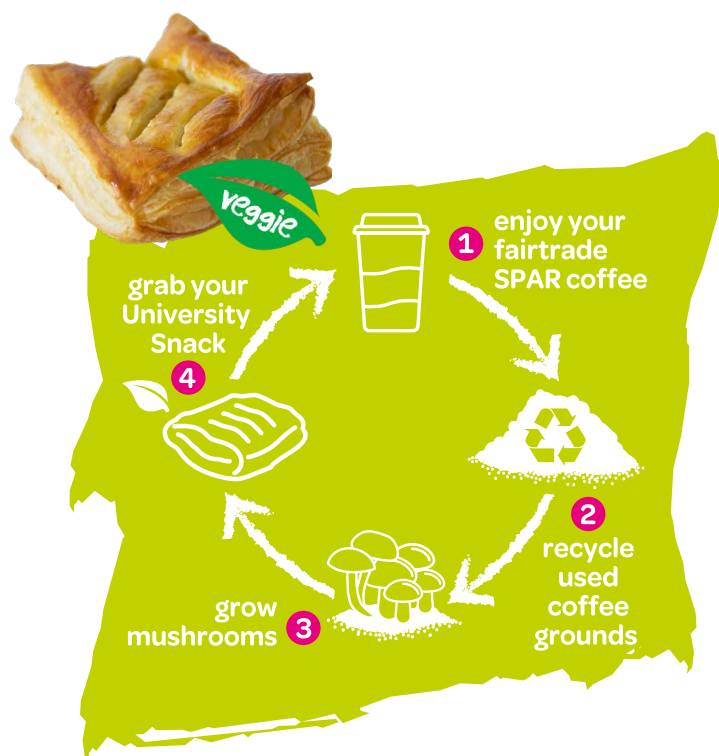 veggie
1
enjoy your
fairtrade
SPAR coffee
2
recycle
used
coffee
grounds
3
grow
mushrooms
grab your
University
Snack
4